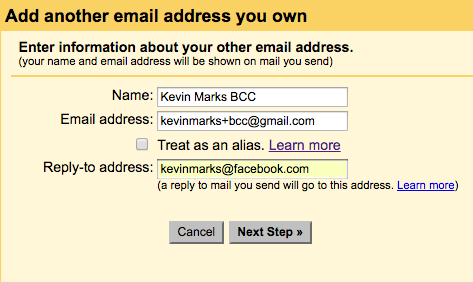 Add another email address you own
Enter information about your other email address.
(your name and email address will be shown on mail you send)
Name: Kevin Marks BCC
Email address: kevinmarks+bcc@gmail.com
Treat as an alias. Learn more
Reply-to address: kevinmarks@facebook.com
(a reply to mail you send will go to this address. Learn more)
Cancel Next Step »